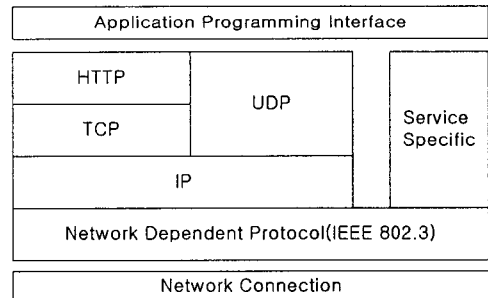 Application Programming Interface
HTTP
UDP
TCP
Service
Specific
IP
Network Dependent Protocol(IEEE 802.3)
Network Connection